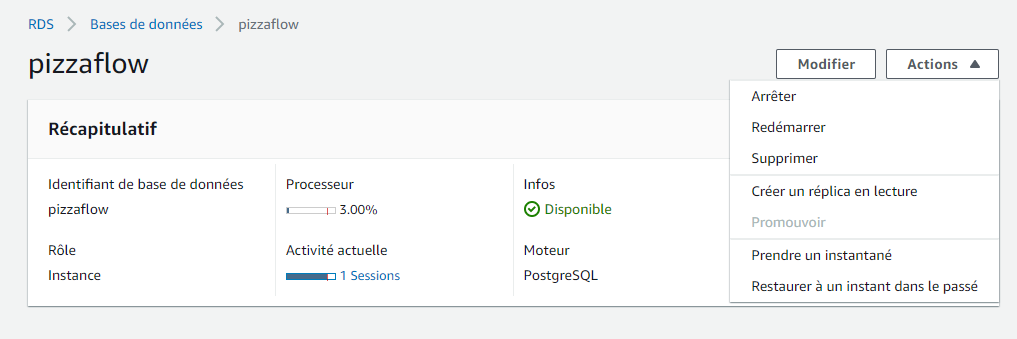 RDS > Bases de données > pizzaflow
pizzaflow
Modifier
Actions
Arrêter
Redémarrer
Supprimer
Créer un réplica en lecture
Promouvoir
Prendre un instantané
Restaurer à un instant dans le passé
Récapitulatif
Identifiant de base de données
pizzaflow
Processeur
3.00%
Infos
Disponible
Rôle
Instance
Activité actuelle
1 Sessions
Moteur
PostgreSQL